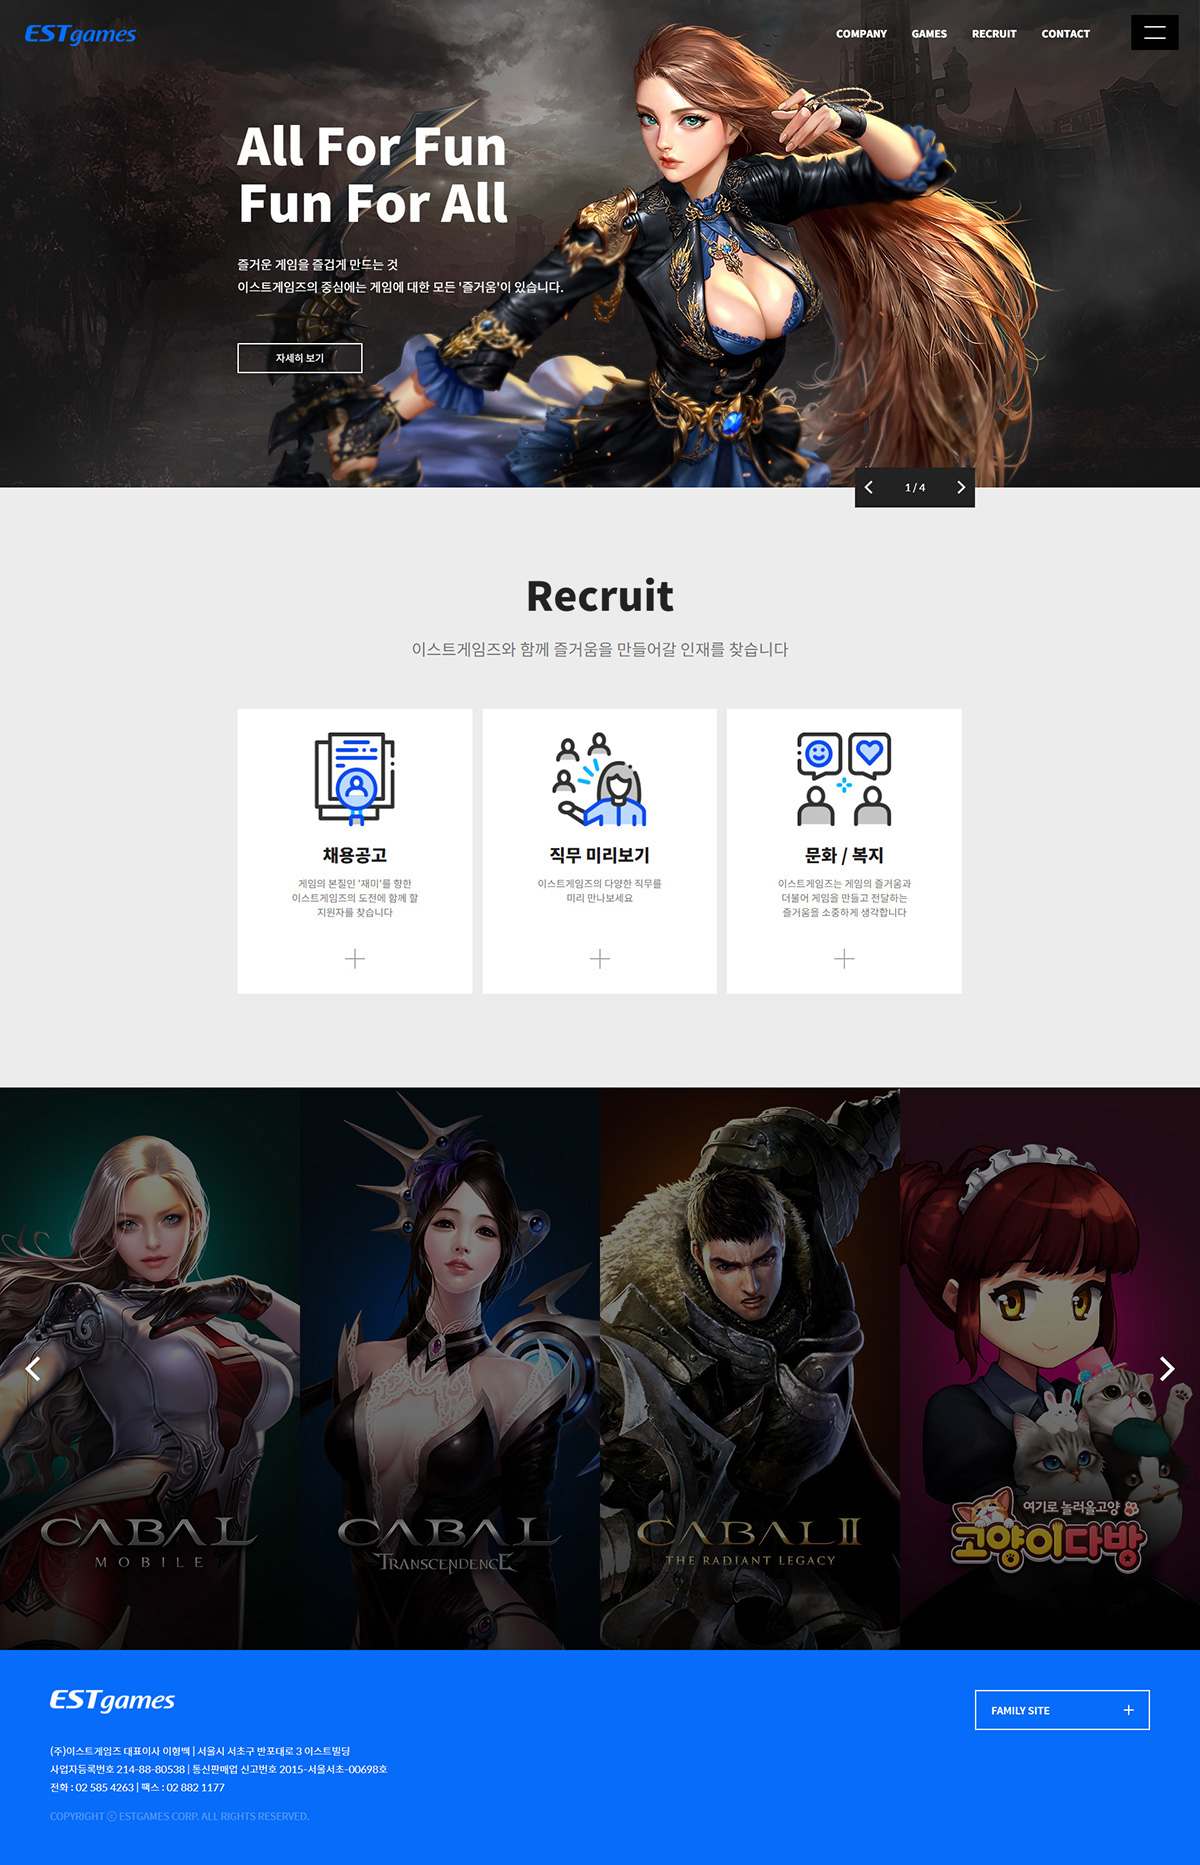 ESTgames
COMPANY GAMES RECRUIT CONTACT
All For Fun
Fun For All
즐거운 게임을 즐겁게 만드는 것
이스트게임즈의 중심에는 게임에 대한 모든 '즐거움'이 있습니다.
자세히 보기
1 / 4
Recruit
이스트게임즈와 함께 즐거움을 만들어갈 인재를 찾습니다
채용공고
게임의 본질인 '재미'를 향한
이스트게임즈의 도전에 함께 할
지원자를 찾습니다
직무 미리보기
이스트게임즈의 다양한 직무를
미리 만나보세요
문화 / 복지
이스트게임즈는 게임의 즐거움과
더불어 게임을 만들고 전달하는
즐거움을 소중하게 생각합니다
CABAL
MOBILE
CABAL
TRANSCENDENCE
CABAL II
THE RADIANT LEGACY
여기로 놀러올고양
고양이다방
ESTgames
FAMILY SITE
(주)이스트게임즈 대표이사 이형백 | 서울시 서초구 반포대로 3 이스트빌딩
사업자등록번호 214-88-80538 | 통신판매업 신고번호 2015-서울서초-00698호
전화 : 02 585 4263 | 팩스 : 02 882 1177
COPYRIGHT ⓒ ESTGAMES CORP. ALL RIGHTS RESERVED.